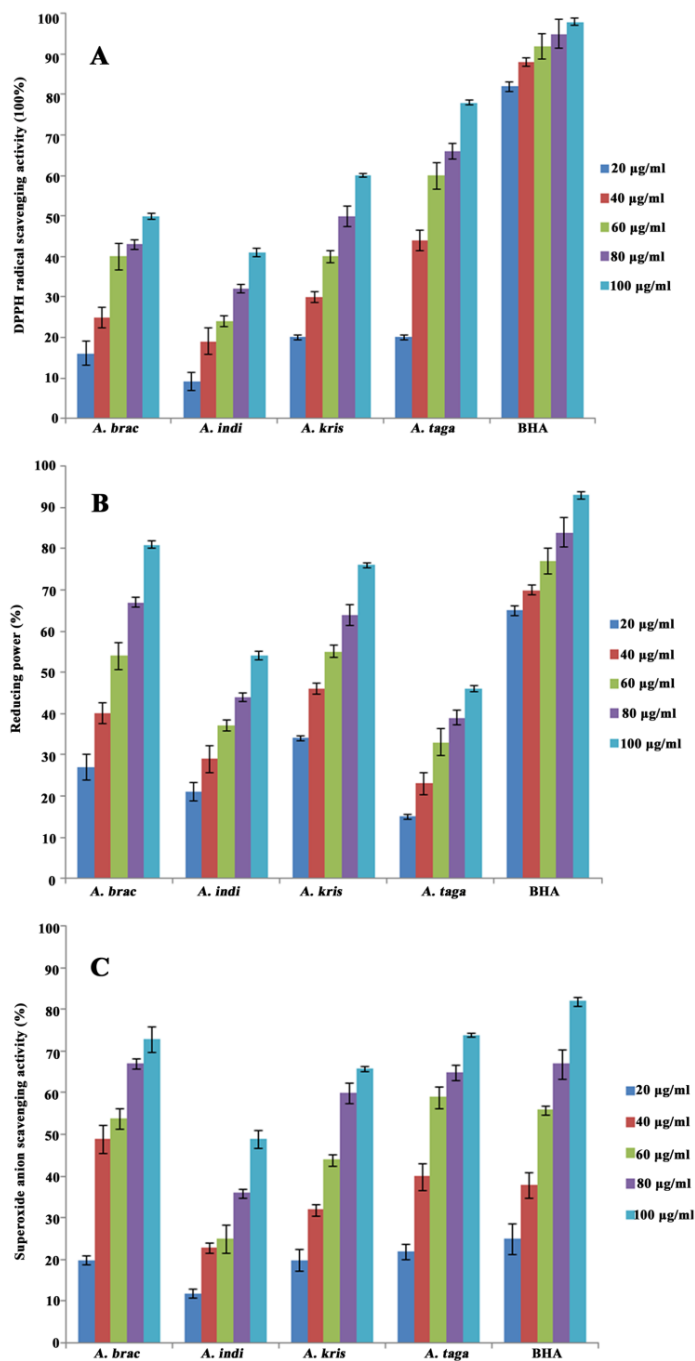 A
DPPH radical scavenging activity (100%)
100
90
80
70
60
50
40
30
20
10
0
A. brac A. indi A. kris A. taga BHA
20 µg/ml
40 µg/ml
60 µg/ml
80 µg/ml
100 µg/ml
B
Reducing power (%)
100
90
80
70
60
50
40
30
20
10
0
A. brac A. indi A. kris A. taga BHA
20 µg/ml
40 µg/ml
60 µg/ml
80 µg/ml
100 µg/ml
C
Superoxide anion scavenging activity (%)
100
90
80
70
60
50
40
30
20
10
0
A. brac A. indi A. kris A. taga BHA
20 µg/ml
40 µg/ml
60 µg/ml
80 µg/ml
100 µg/ml